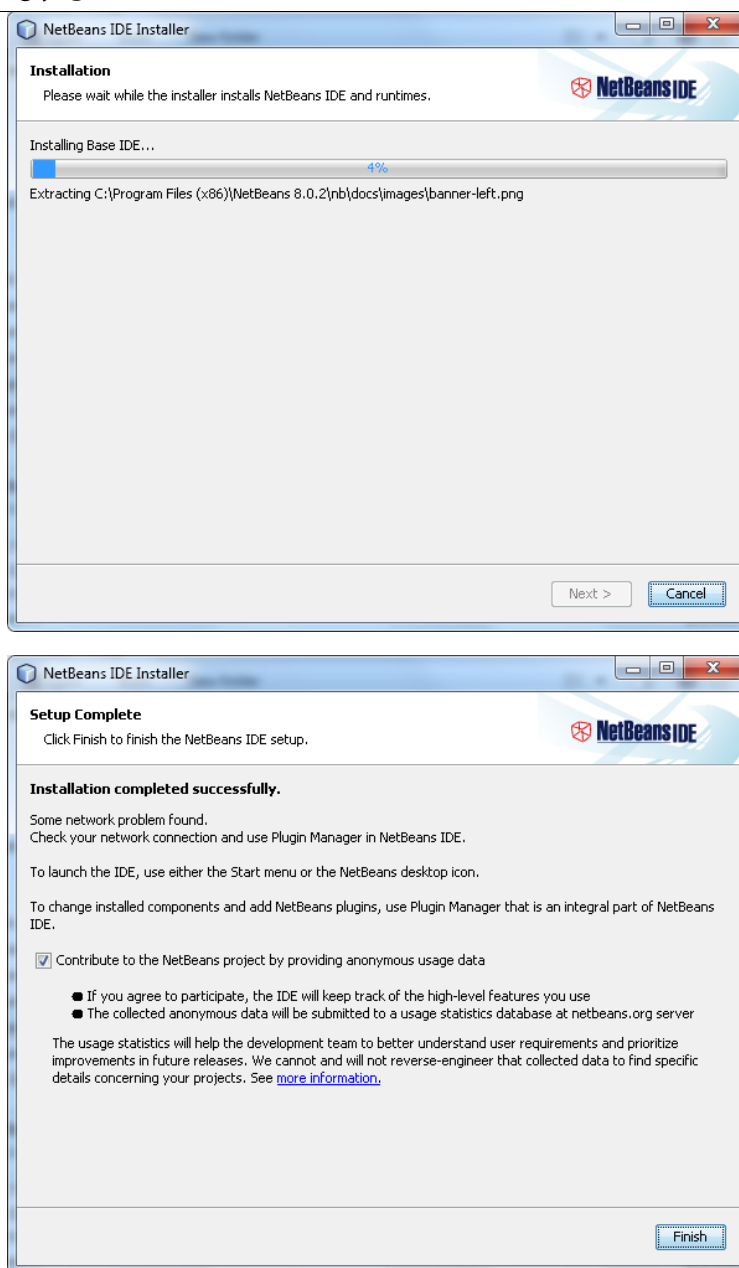 NetBeans IDE Installer
Installation
Please wait while the installer installs NetBeans IDE and runtimes.
NetBeans IDE
Installing Base IDE...
4%
Extracting C:\Program Files (x86)\NetBeans 8.0.2\nb\docs\images\banner-left.png
Next >
Cancel
NetBeans IDE Installer
Setup Complete
Click Finish to finish the NetBeans IDE setup.
NetBeans IDE
Installation completed successfully.
Some network problem found.
Check your network connection and use Plugin Manager in NetBeans IDE.
To launch the IDE, use either the Start menu or the NetBeans desktop icon.
To change installed components and add NetBeans plugins, use Plugin Manager that is an integral part of NetBeans
IDE.
Contribute to the NetBeans project by providing anonymous usage data
If you agree to participate, the IDE will keep track of the high-level features you use
The collected anonymous data will be submitted to a usage statistics database at netbeans.org server
The usage statistics will help the development team to better understand user requirements and prioritize
improvements in future releases. We cannot and will not reverse-engineer that collected data to find specific
details concerning your projects. See more information.
Finish